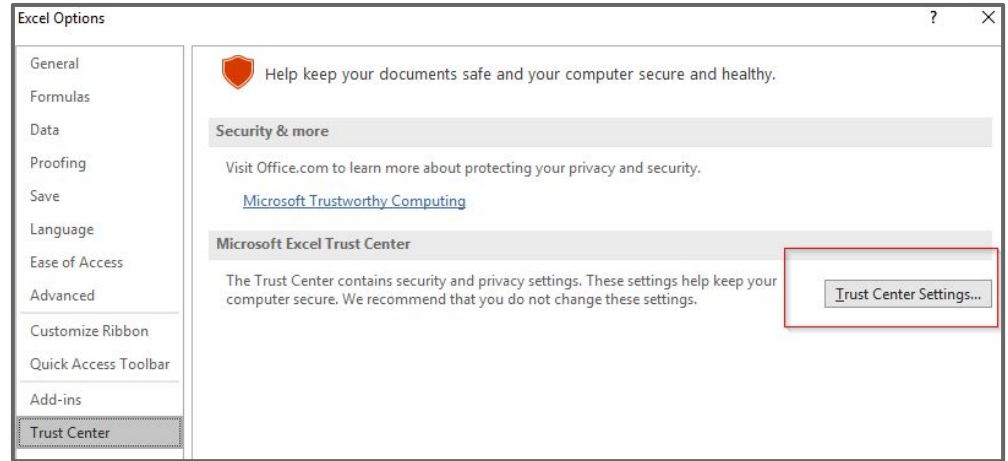 Excel Options ? ×
General
Formulas
Data
Proofing
Save
Language
Ease of Access
Advanced
Customize Ribbon
Quick Access Toolbar
Add-ins
Trust Center
Help keep your documents safe and your computer secure and healthy.
Security & more
Visit Office.com to learn more about protecting your privacy and security.
Microsoft Trustworthy Computing
Microsoft Excel Trust Center
The Trust Center contains security and privacy settings. These settings help keep your
computer secure. We recommend that you do not change these settings.
Trust Center Settings...